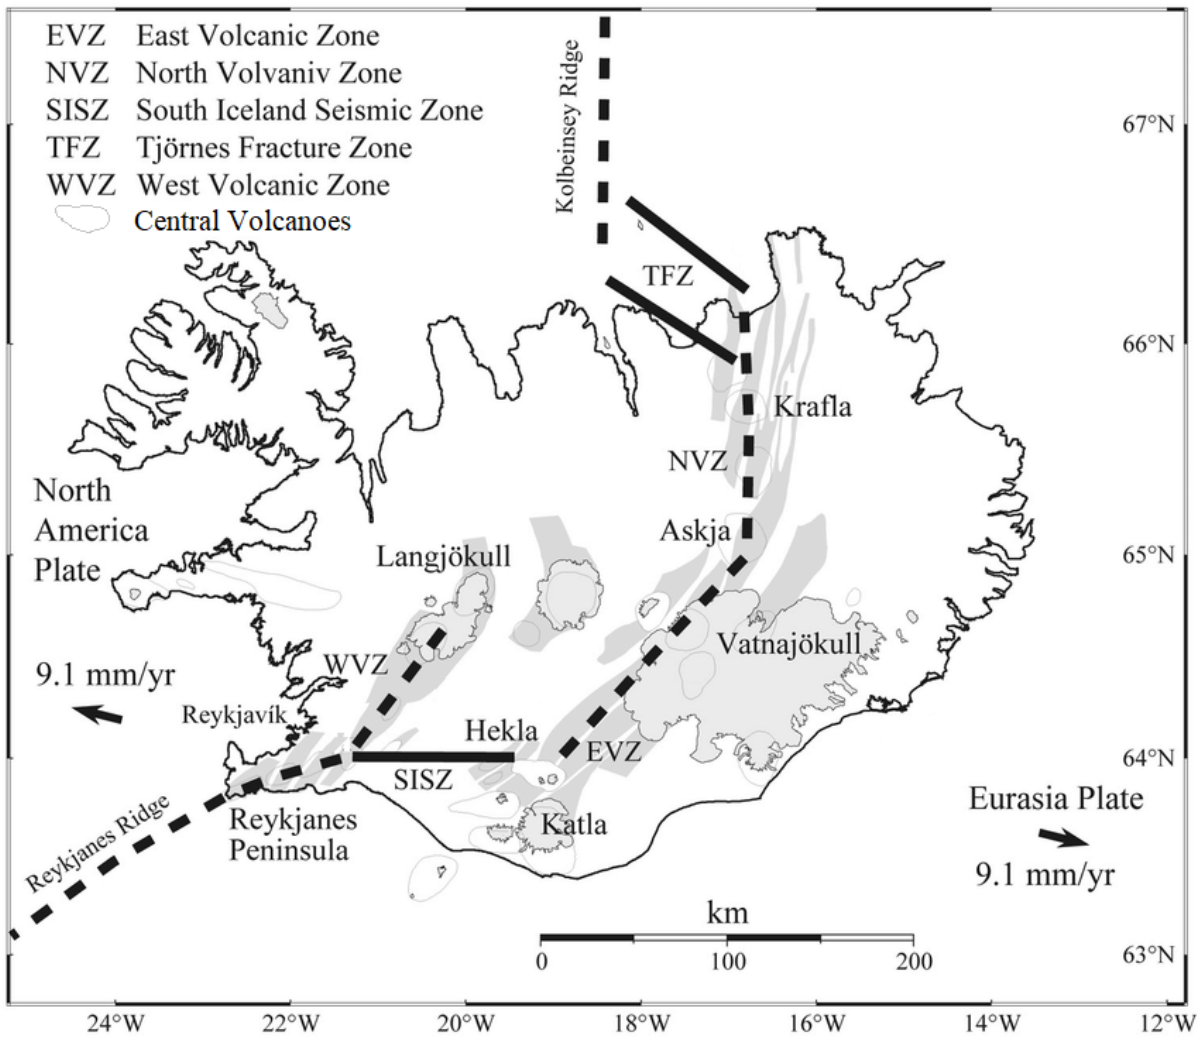 EVZ East Volcanic Zone
NVZ North Volvaniv Zone
SISZ South Iceland Seismic Zone
TFZ Tjörnes Fracture Zone
WVZ West Volcanic Zone
Central Volcanoes
Kolbeinsey Ridge
67°N
TFZ
66°N
Krafla
NVZ
North
America
Plate
Askja
Langjökull
65°N
Vatnajökull
WVZ
9.1 mm/yr
Reykjavík
Hekla
EVZ
64°N
SISZ
Reykjanes Ridge
Reykjanes
Peninsula
Katla
Eurasia Plate
9.1 mm/yr
km
0 100 200
63°N
24°W 22°W 20°W 18°W 16°W 14°W 12°W